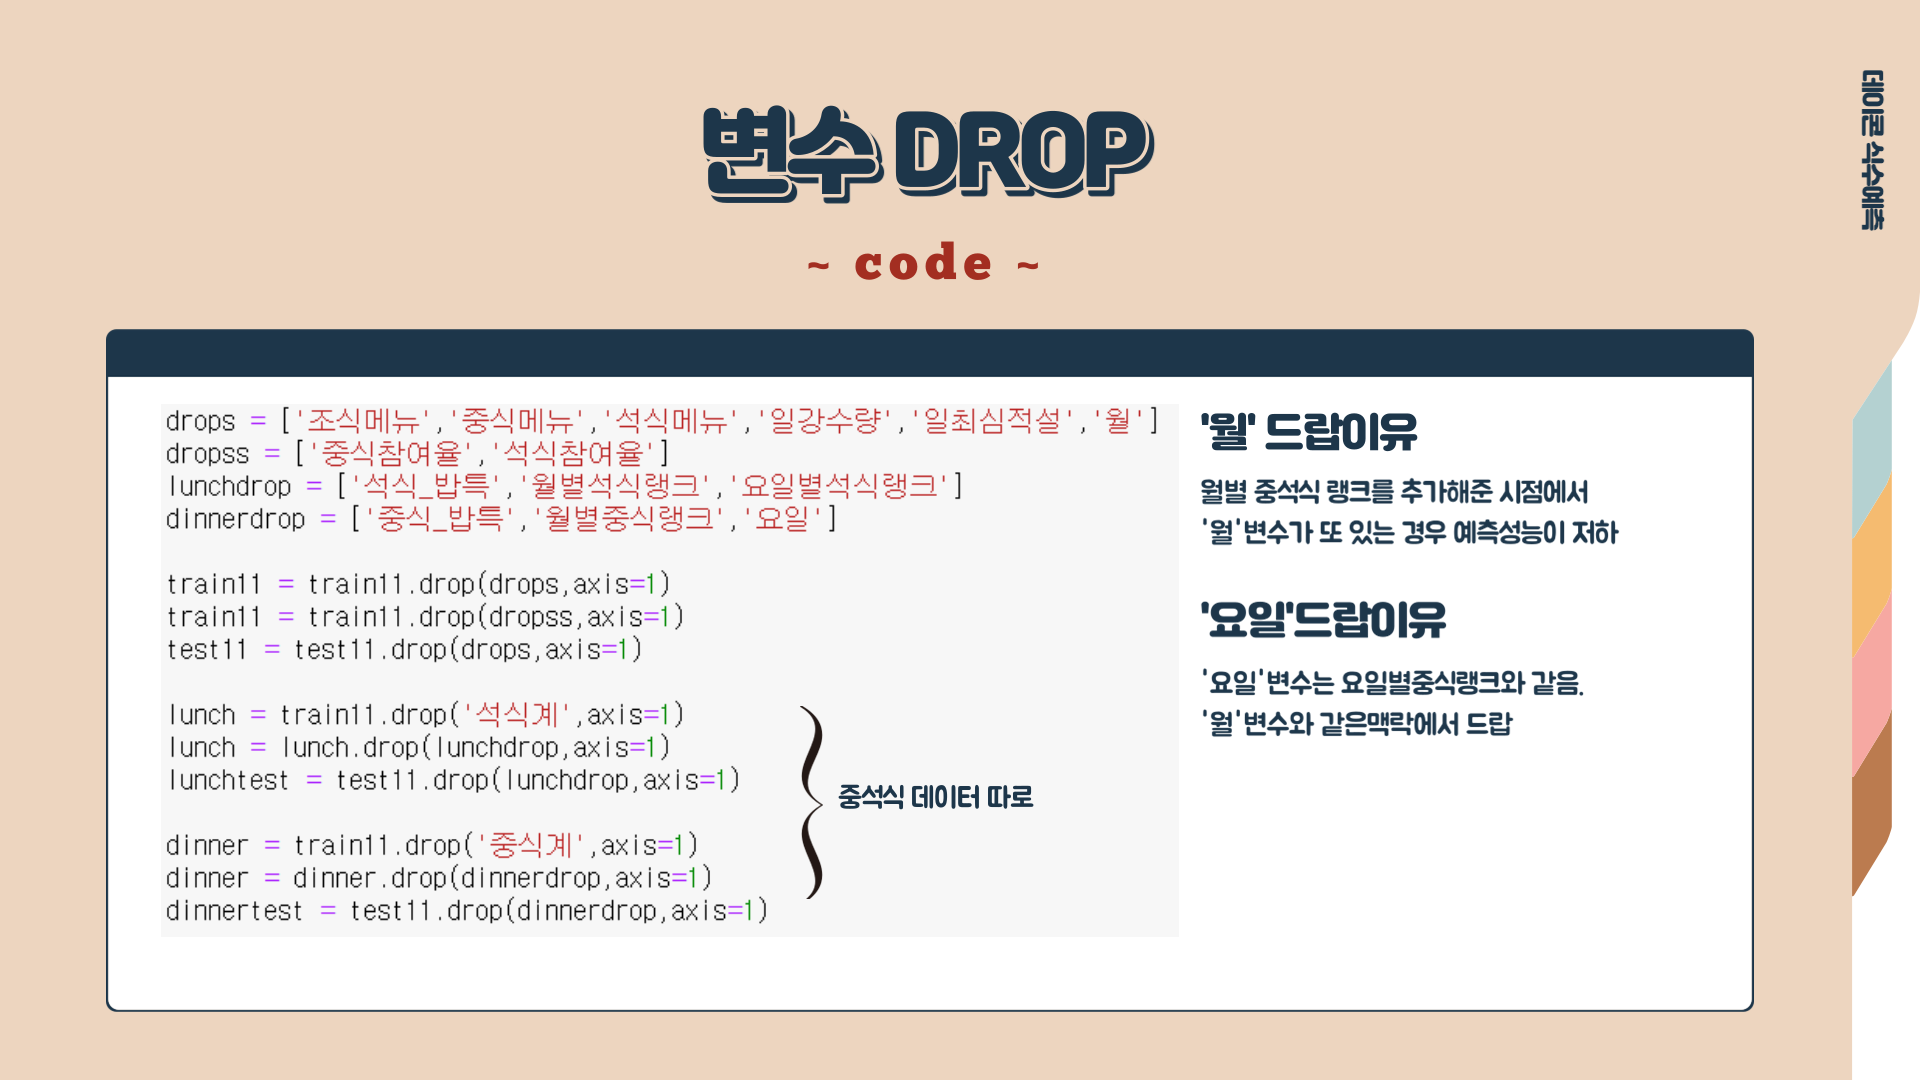 변수 DROP
~ code ~
데이콘 식수예측
drops = ['조식메뉴','중식메뉴','석식메뉴','일강수량','일최심적설','월']
dropss = ['중식참여율','석식참여율']
lunchdrop = ['석식_밥특','월별석식랭크','요일별석식랭크']
dinnerdrop = ['중식_밥특','월별중식랭크','요일']
train11 = train11.drop(drops,axis=1)
train11 = train11.drop(dropss,axis=1)
test11 = test11.drop(drops,axis=1)
lunch = train11.drop('석식계',axis=1)
lunch = lunch.drop(lunchdrop,axis=1)
lunchtest = test11.drop(lunchdrop,axis=1)
dinner = train11.drop('중식계',axis=1)
dinner = dinner.drop(dinnerdrop,axis=1)
dinnertest = test11.drop(dinnerdrop,axis=1)
중석식 데이터 따로
'월' 드랍이유
월별 중석식 랭크를 추가해준 시점에서
'월'변수가 또 있는 경우 예측성능이 저하
'요일'드랍이유
'요일'변수는 요일별중식랭크와 같음.
'월'변수와 같은맥락에서 드랍